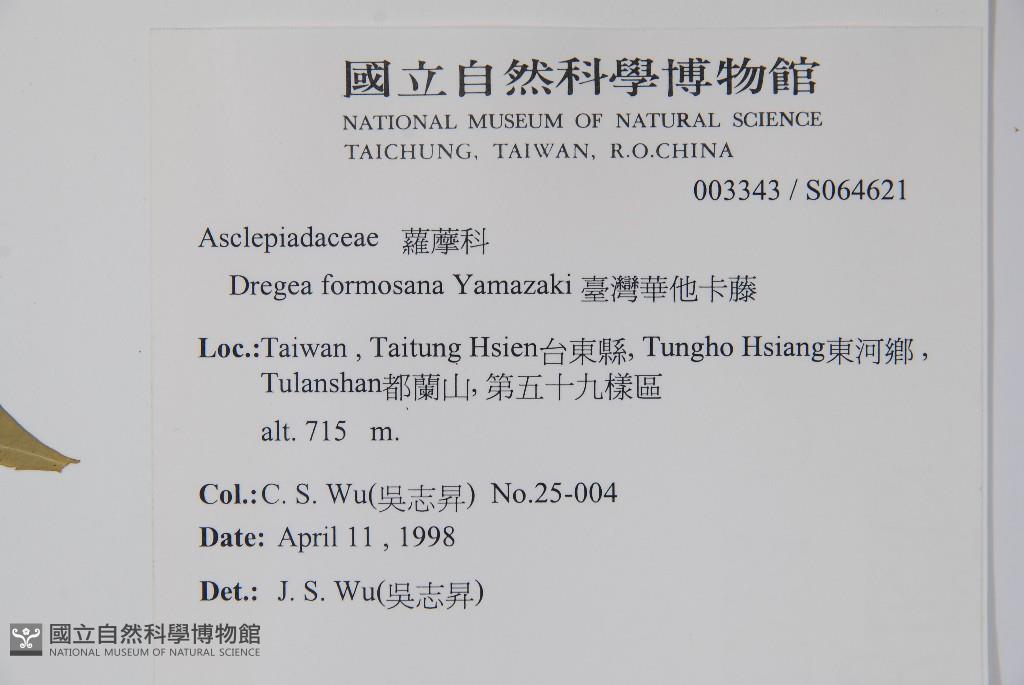 國立自然科學博物館
NATIONAL MUSEUM OF NATURAL SCIENCE
TAICHUNG, TAIWAN, R.O.CHINA
003343 / S064621
Asclepiadaceae 蘿藦科
Dregea formosana Yamazaki 臺灣華他卡藤
Loc.:Taiwan , Taitung Hsien台東縣, Tungho Hsiang東河鄉 ,
Tulanshan都蘭山, 第五十九樣區
alt. 715 m.
Col.:C. S. Wu(吳志昇) No.25-004
Date: April 11 , 1998
Det.: J. S. Wu(吳志昇)
國立自然科學博物館
NATIONAL MUSEUM OF NATURAL SCIENCE